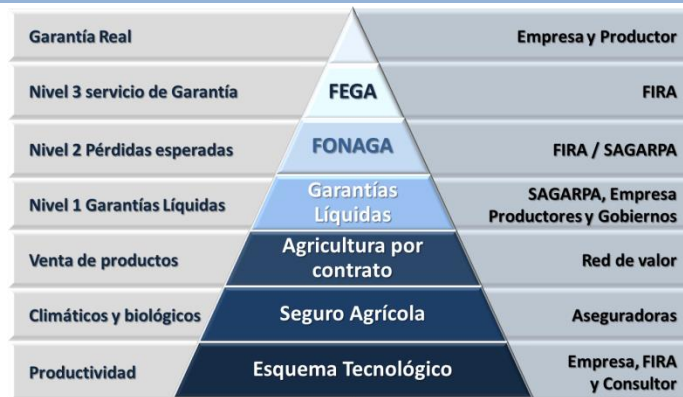 Garantía Real
Empresa y Productor
Nivel 3 servicio de Garantía
FEGA
FIRA
Nivel 2 Pérdidas esperadas
FONAGA
FIRA / SAGARPA
Nivel 1 Garantías Líquidas
Garantías
Líquidas
SAGARPA, Empresa
Productores y Gobiernos
Venta de productos
Agricultura por
contrato
Red de valor
Climáticos y biológicos
Seguro Agrícola
Aseguradoras
Productividad
Esquema Tecnológico
Empresa, FIRA
y Consultor